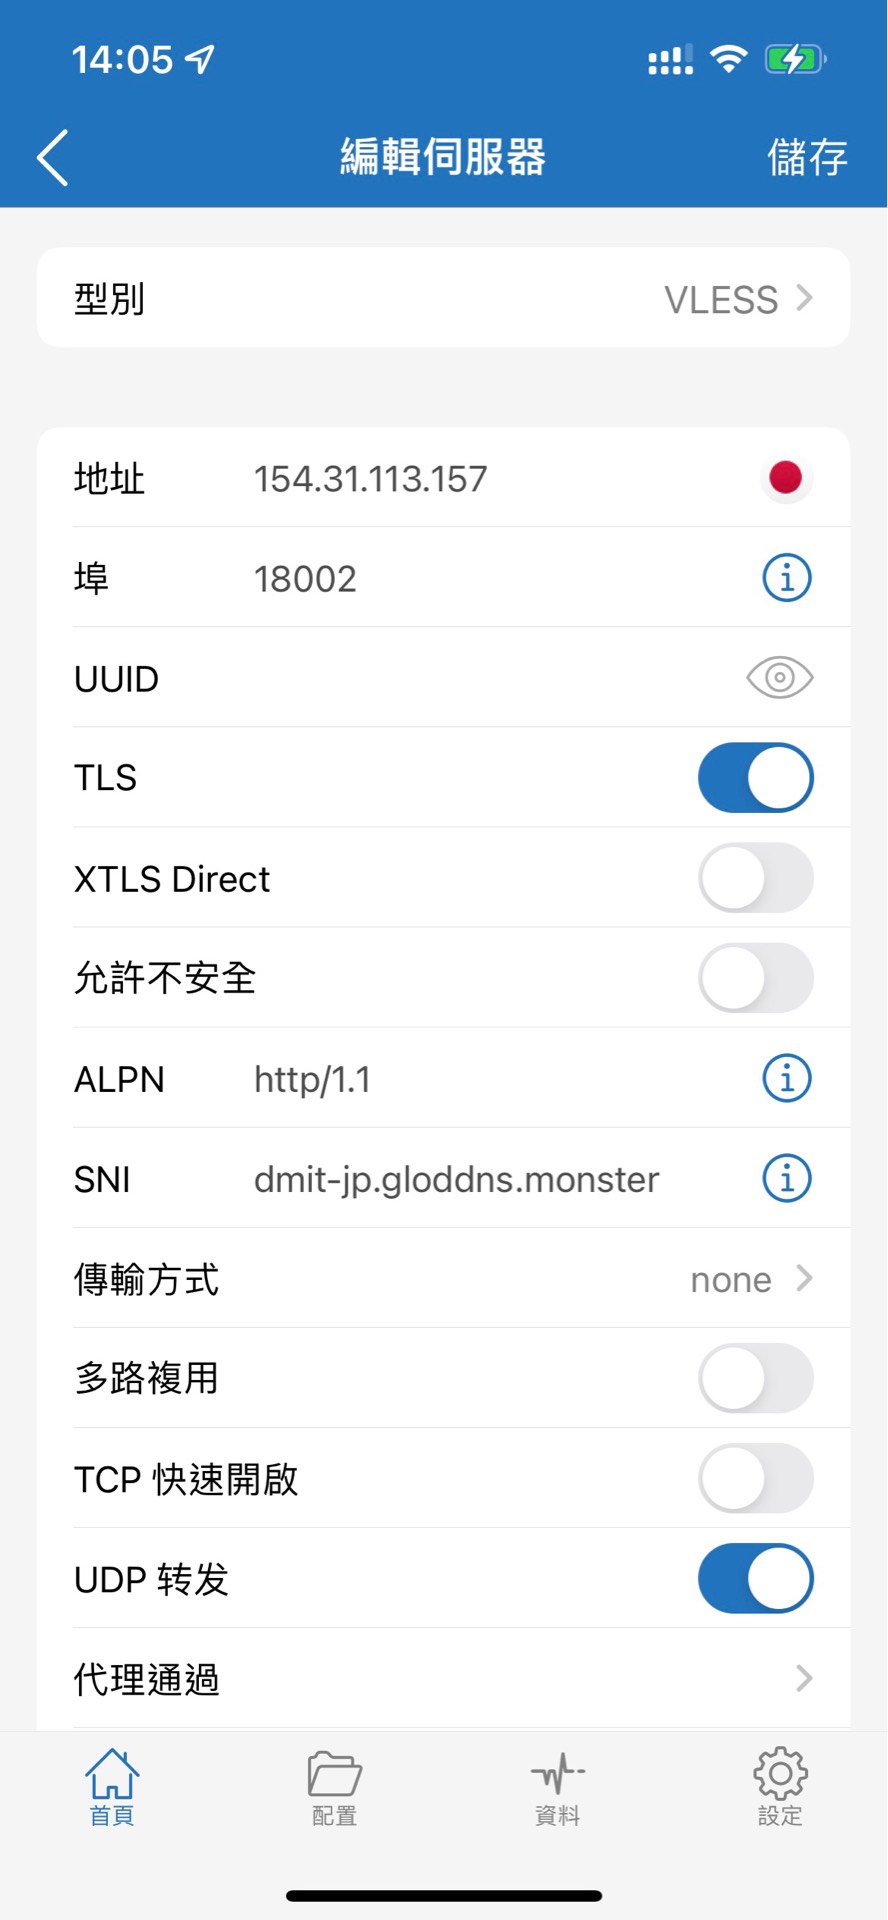 14:05
編輯伺服器
儲存
型別 VLESS
地址 154.31.113.157
埠 18002
UUID
TLS
XTLS Direct
允許不安全
ALPN http/1.1
SNI dmit-jp.gloddns.monster
傳輸方式 none
多路複用
TCP 快速開啟
UDP 转发
代理通過
首頁 配置 資料 設定